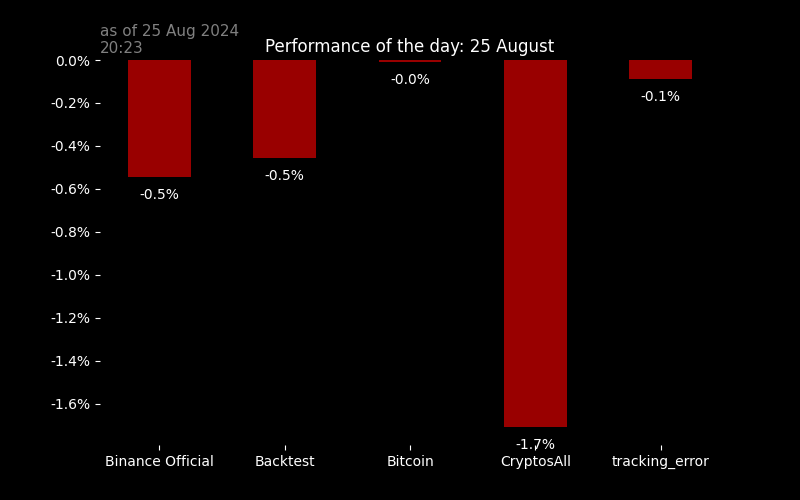 as of 25 Aug 2024
20:23
Performance of the day: 25 August
0.0%
-0.2%
-0.4%
-0.6%
-0.8%
-1.0%
-1.2%
-1.4%
-1.6%
-0.5%
-0.5%
-0.0%
-1.7%
-0.1%
Binance Official
Backtest
Bitcoin
CryptosAll
tracking_error